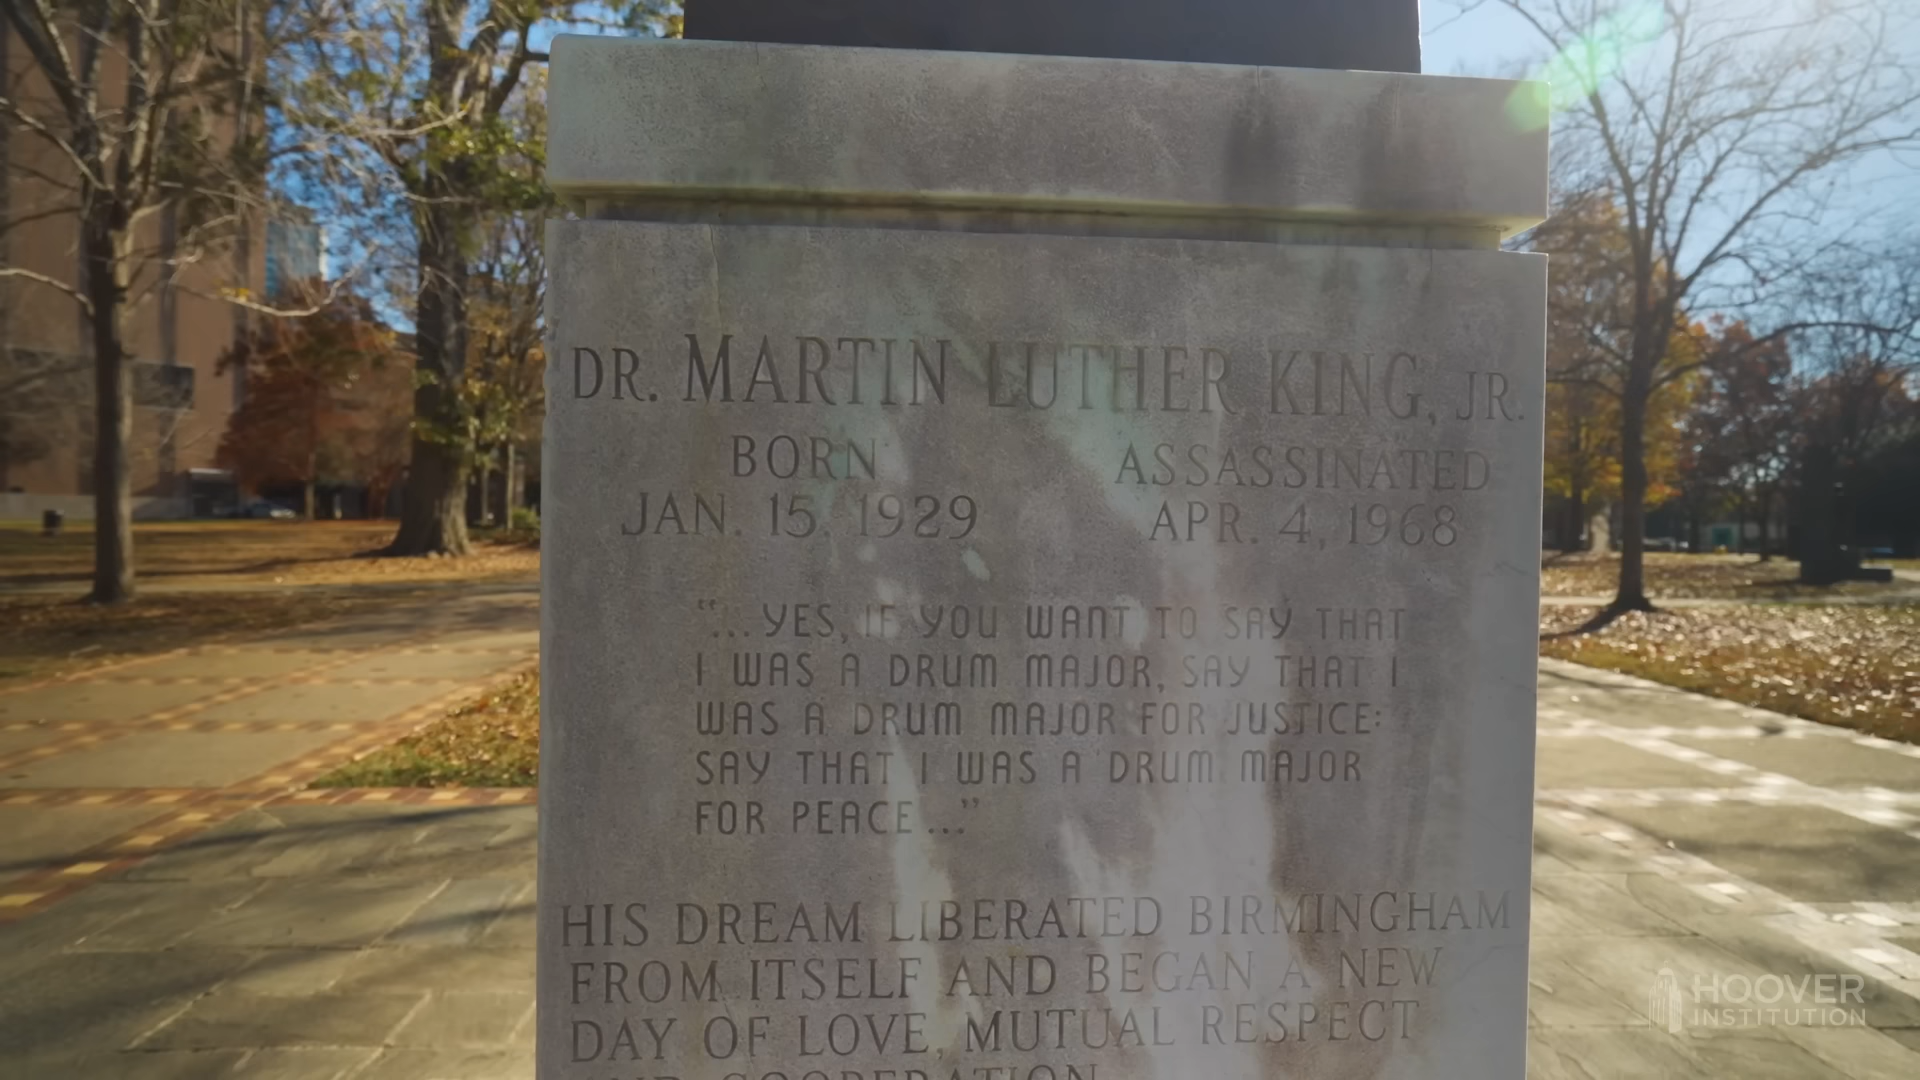 DR. MARTIN LUTHER KING, JR.
BORN ASSASSINATED
JAN. 15, 1929 APR. 4, 1968
"...YES, IF YOU WANT TO SAY THAT
I WAS A DRUM MAJOR, SAY THAT I
WAS A DRUM MAJOR FOR JUSTICE:
SAY THAT I WAS A DRUM MAJOR
FOR PEACE..."
HIS DREAM LIBERATED BIRMINGHAM
FROM ITSELF AND BEGAN A NEW
DAY OF LOVE, MUTUAL RESPECT
AND COOPERATION
HOOVER
INSTITUTION